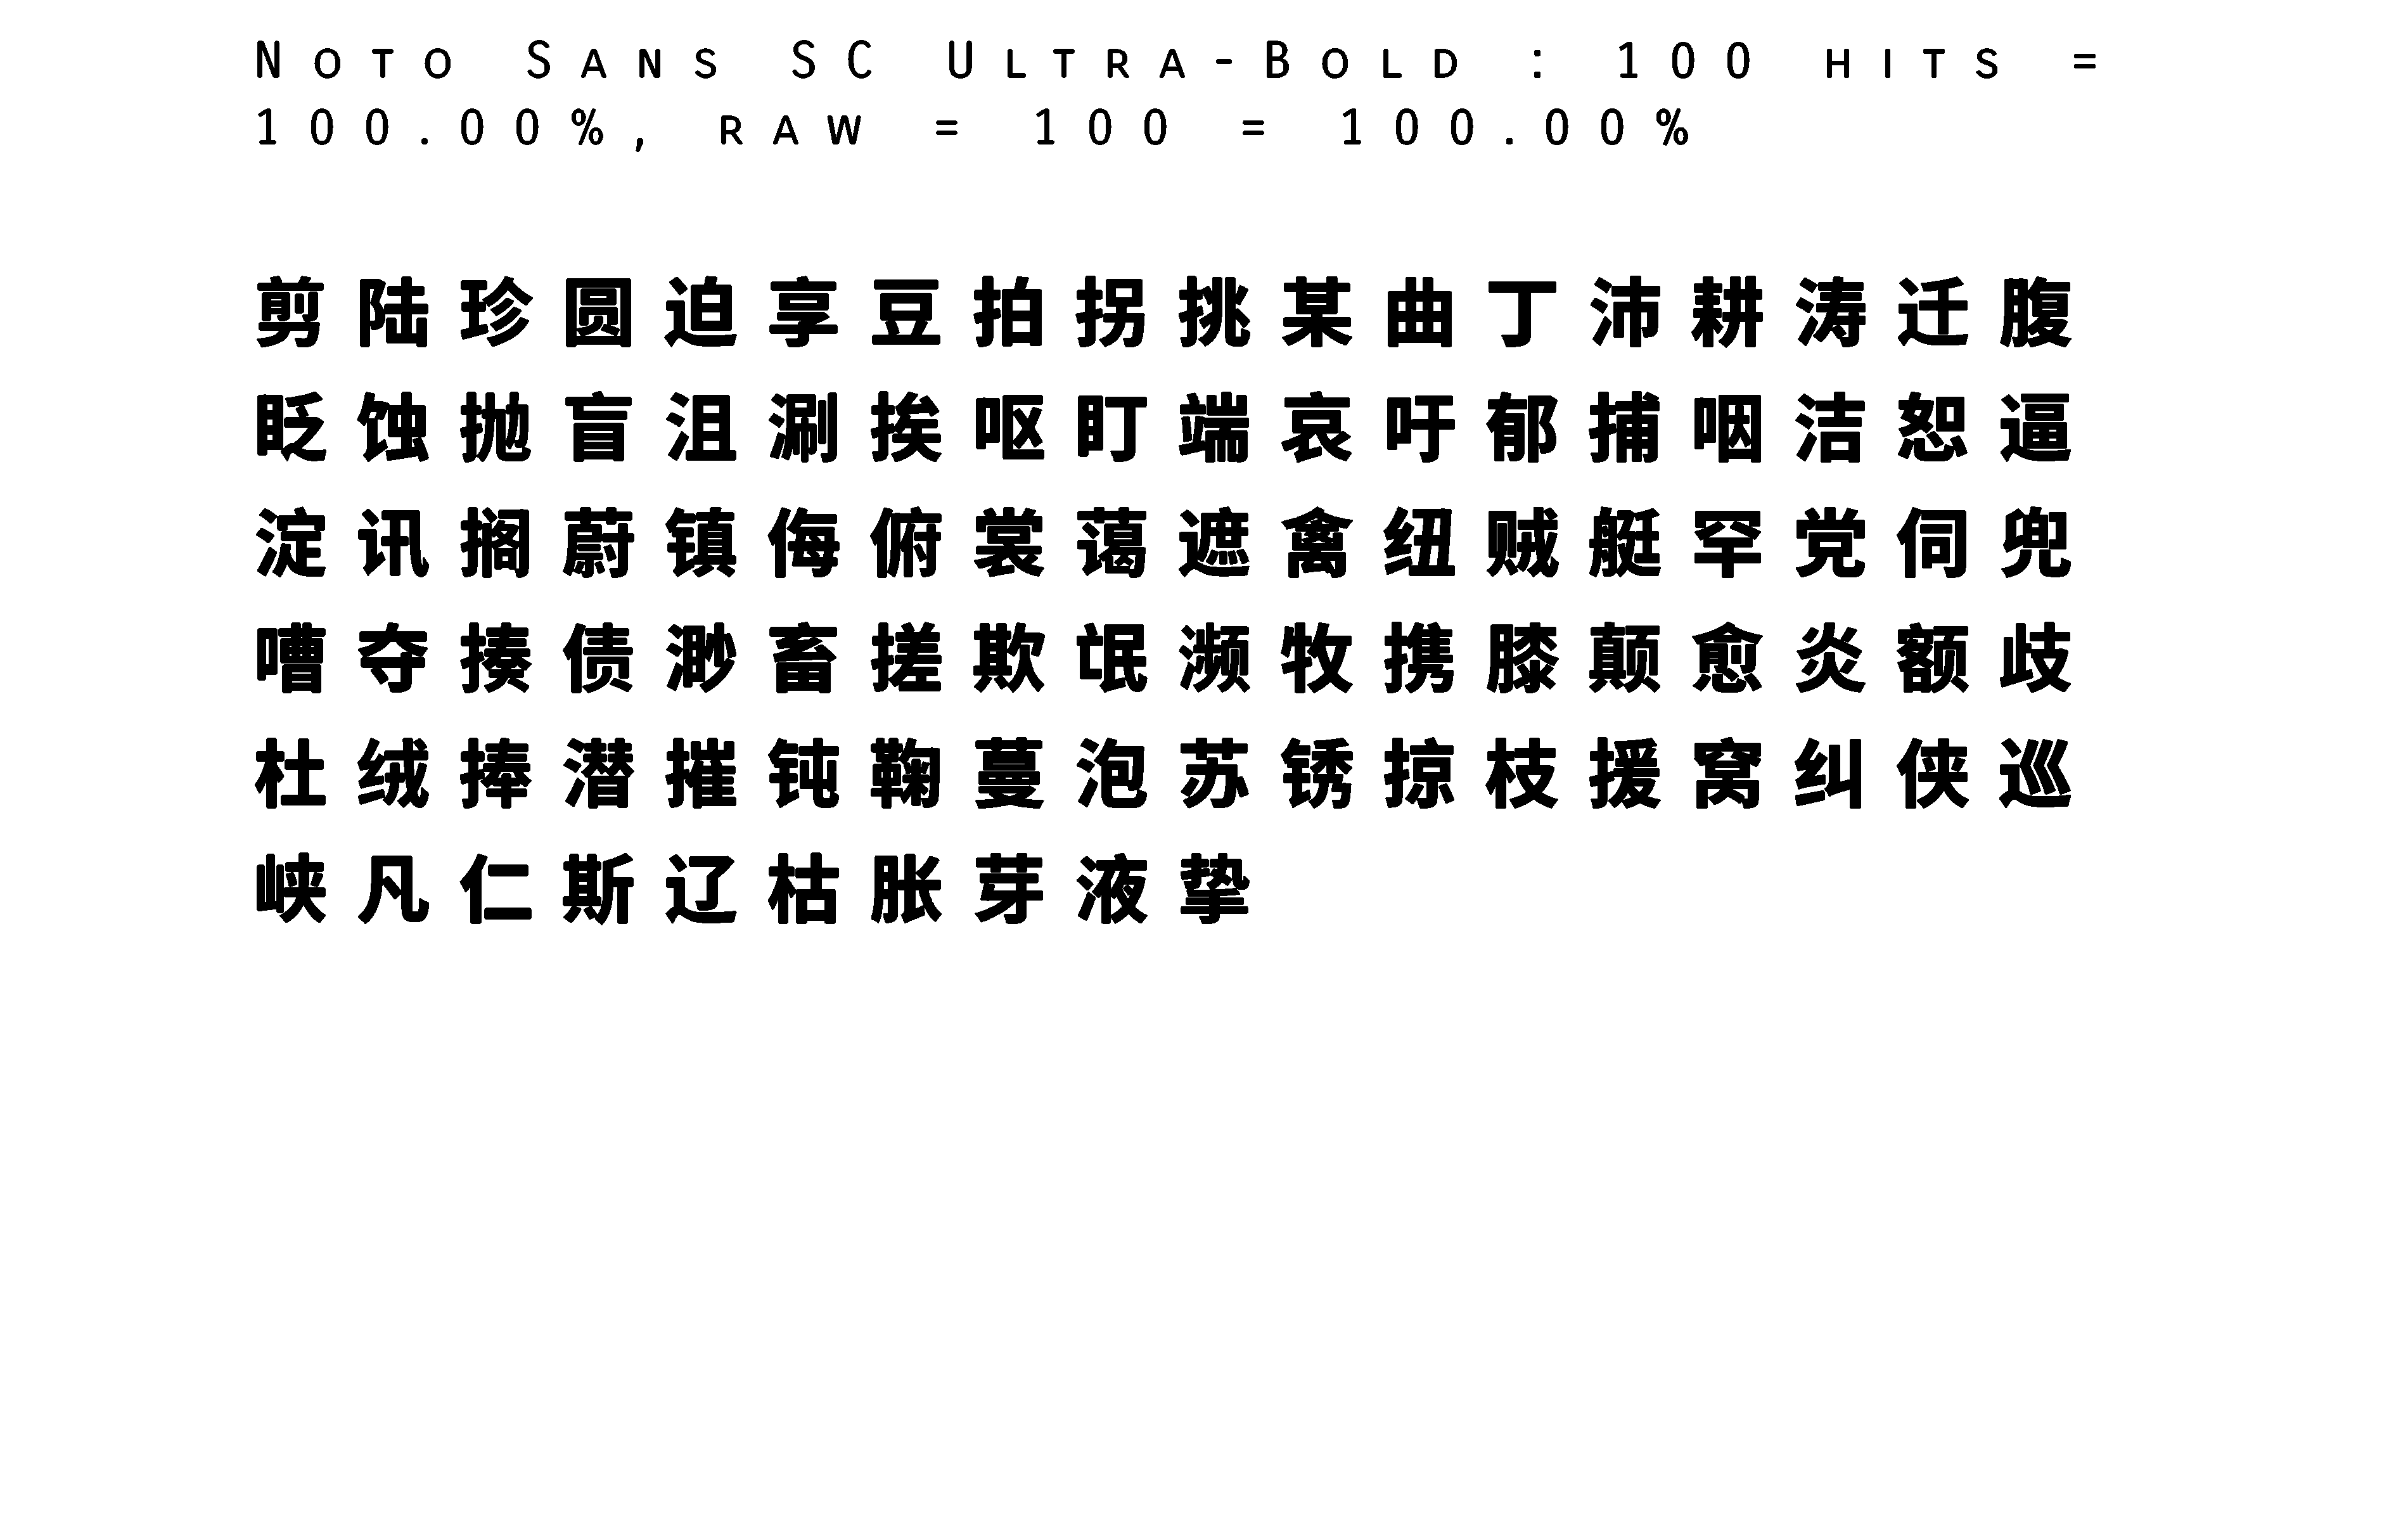 Noto Sans SC Ultra-Bold : 100 hits =
100.00%, raw = 100 = 100.00%
剪陆珍圆迫享豆拍拐挑某曲丁沛耕涛迁腹
眨蚀抛盲沮涮挨呕盯端哀吁郁捕咽洁恕逼
淀讯搁蔚镇侮俯裳蔼遮禽纽贼艇罕党伺兜
嘈夺揍债渺畜搓欺氓濒牧携膝颠愈炎额歧
杜绒捧潜摧钝鞠蔓泡苏锈掠枝援窝纠侠巡
峡凡仁斯辽枯胀芽液挚